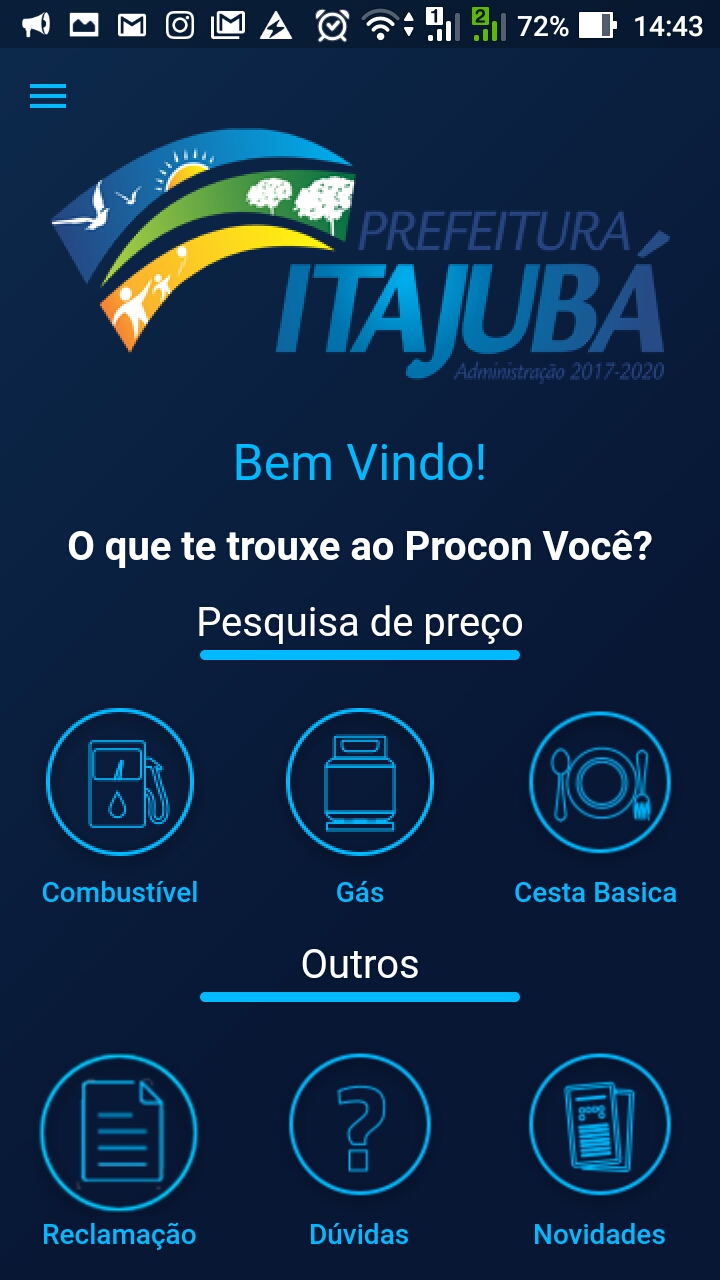 1 2 72% 14:43
PREFEITURA
ITAJUBÁ
Administração 2017-2020
Bem Vindo!
O que te trouxe ao Procon Você?
Pesquisa de preço
Combustível Gás Cesta Basica
Outros
Reclamação Dúvidas Novidades